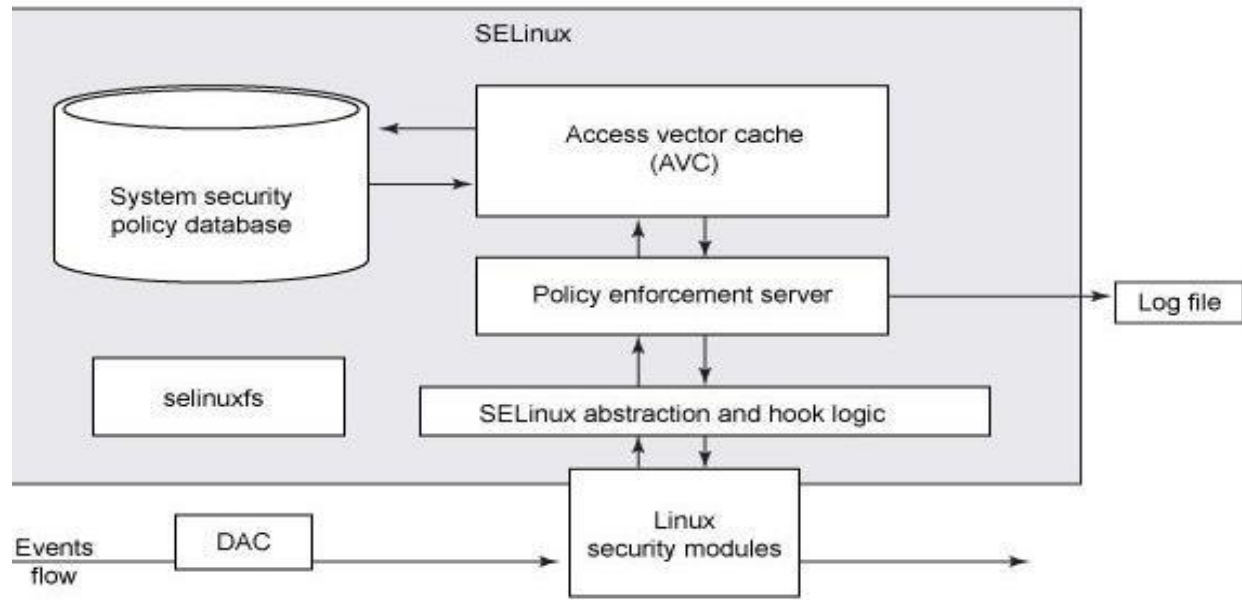 SELinux
Access vector cache
(AVC)
System security
policy database
Policy enforcement server
Log file
selinuxfs
SELinux abstraction and hook logic
Linux
security modules
DAC
Events
flow